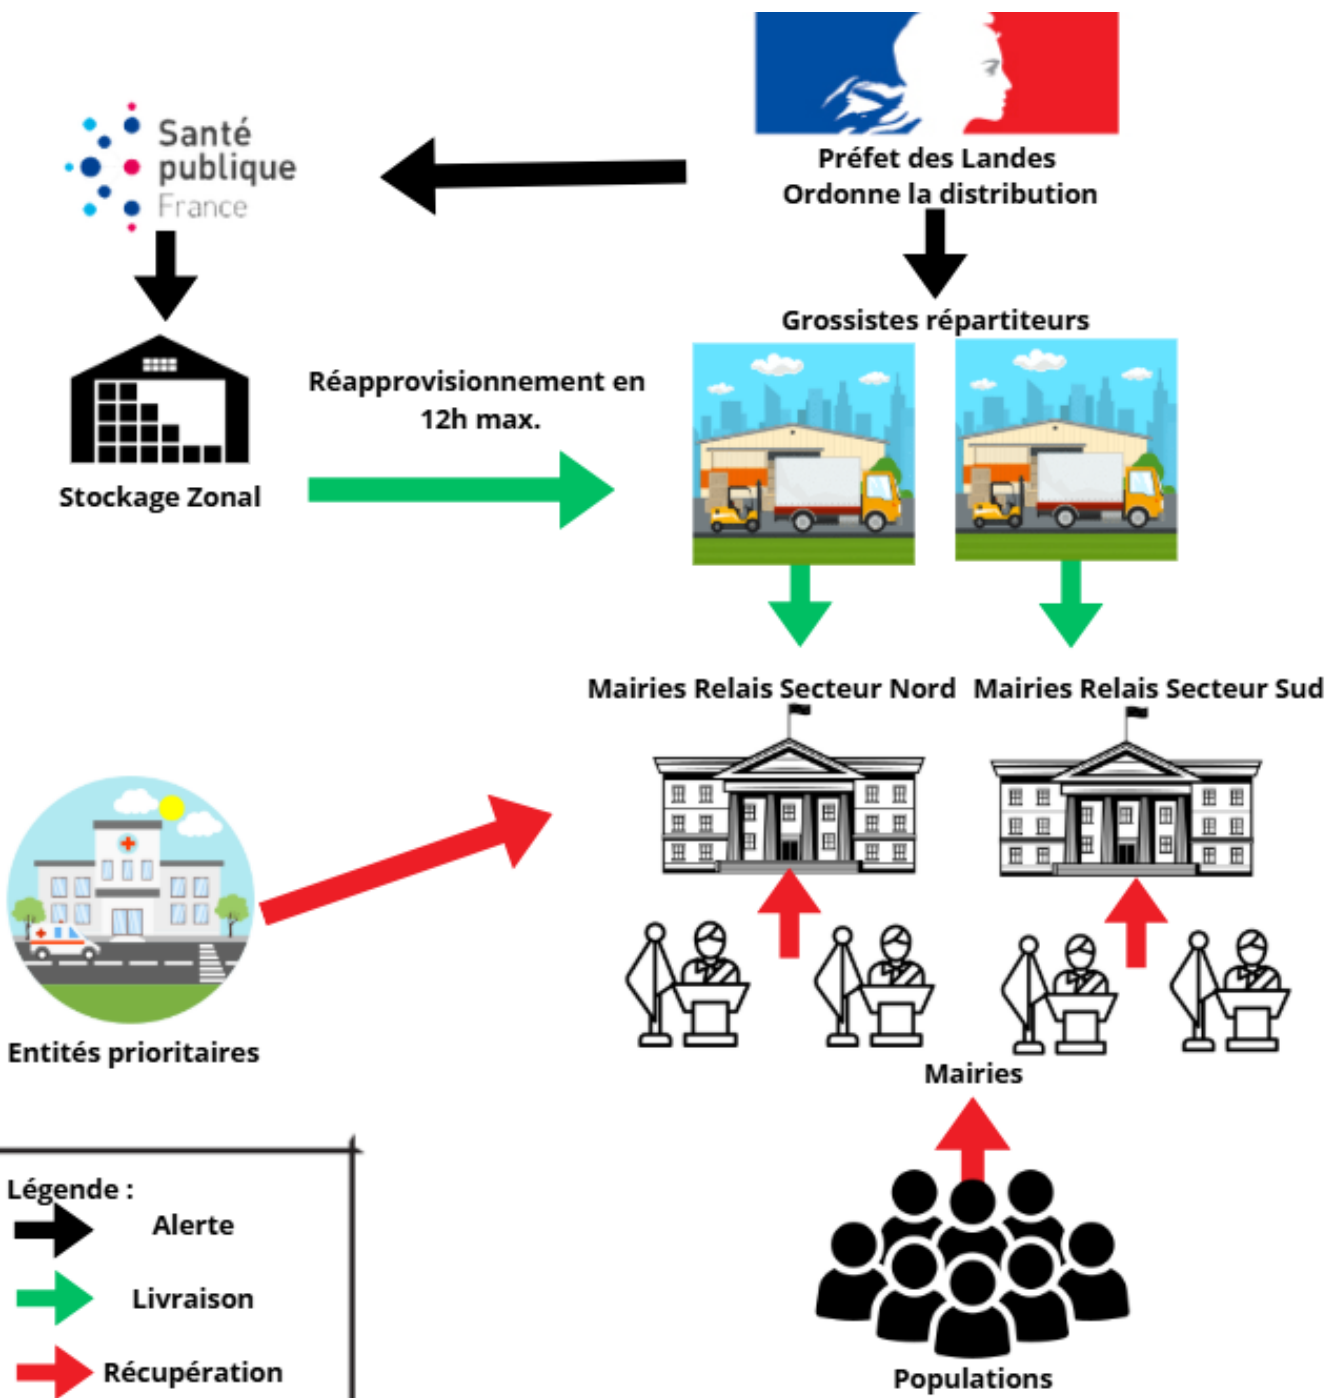 Santé
publique
France
Préfet des Landes
Ordonne la distribution
Grossistes répartiteurs
Réapprovisionnement en
12h max.
Stockage Zonal
Mairies Relais Secteur Nord
Mairies Relais Secteur Sud
Entités prioritaires
Mairies
Légende :
Alerte
Livraison
Récupération
Populations